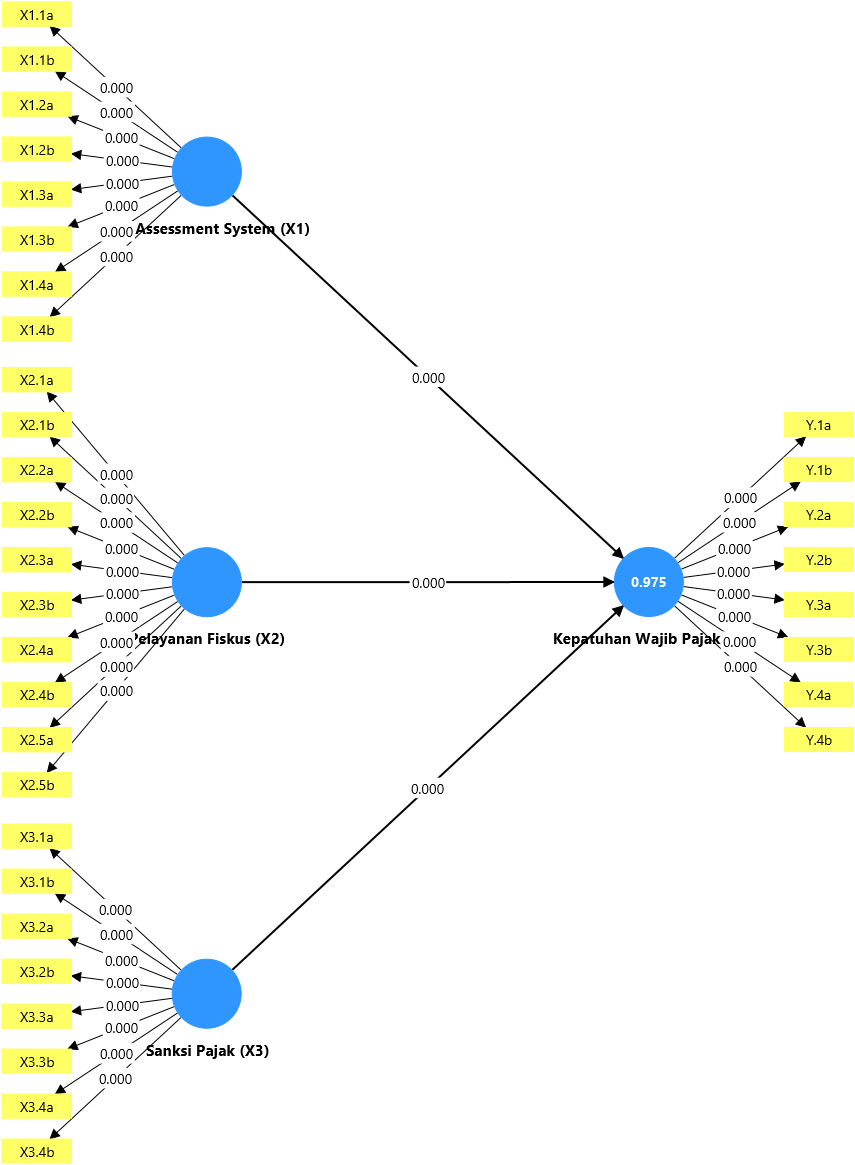 X1.1a
X1.1b
X1.2a
X1.2b
X1.3a
X1.3b
X1.4a
X1.4b
0.000
0.000
0.000
0.000
0.000
0.000
0.000
0.000
Assessment System (X1)
0.000
X2.1a
X2.1b
X2.2a
X2.2b
X2.3a
X2.3b
X2.4a
X2.4b
X2.5a
X2.5b
0.000
0.000
0.000
0.000
0.000
0.000
0.000
0.000
0.000
0.000
Pelayanan Fiskus (X2)
0.000
X3.1a
X3.1b
X3.2a
X3.2b
X3.3a
X3.3b
X3.4a
X3.4b
0.000
0.000
0.000
0.000
0.000
0.000
0.000
0.000
Sanksi Pajak (X3)
0.000
0.975
Kepatuhan Wajib Pajak
0.000
0.000
0.000
0.000
0.000
0.000
0.000
0.000
Y.1a
Y.1b
Y.2a
Y.2b
Y.3a
Y.3b
Y.4a
Y.4b